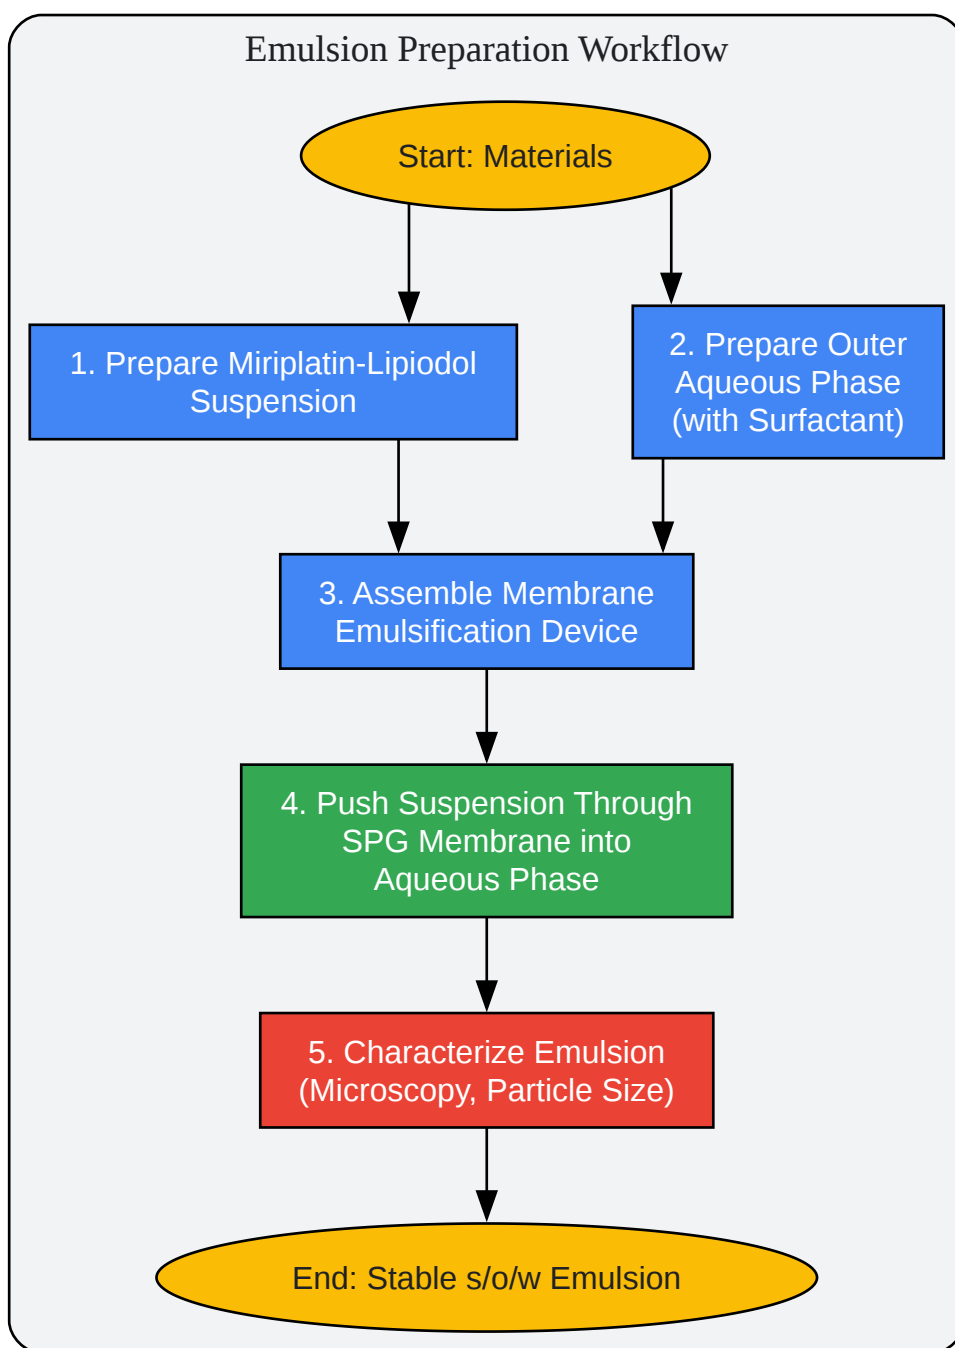 Emulsion Preparation Workflow
Start: Materials
1. Prepare Miriplatin-Lipiodol
Suspension
2. Prepare Outer
Aqueous Phase
(with Surfactant)
3. Assemble Membrane
Emulsification Device
4. Push Suspension Through
SPG Membrane into
Aqueous Phase
5. Characterize Emulsion
(Microscopy, Particle Size)
End: Stable s/o/w Emulsion